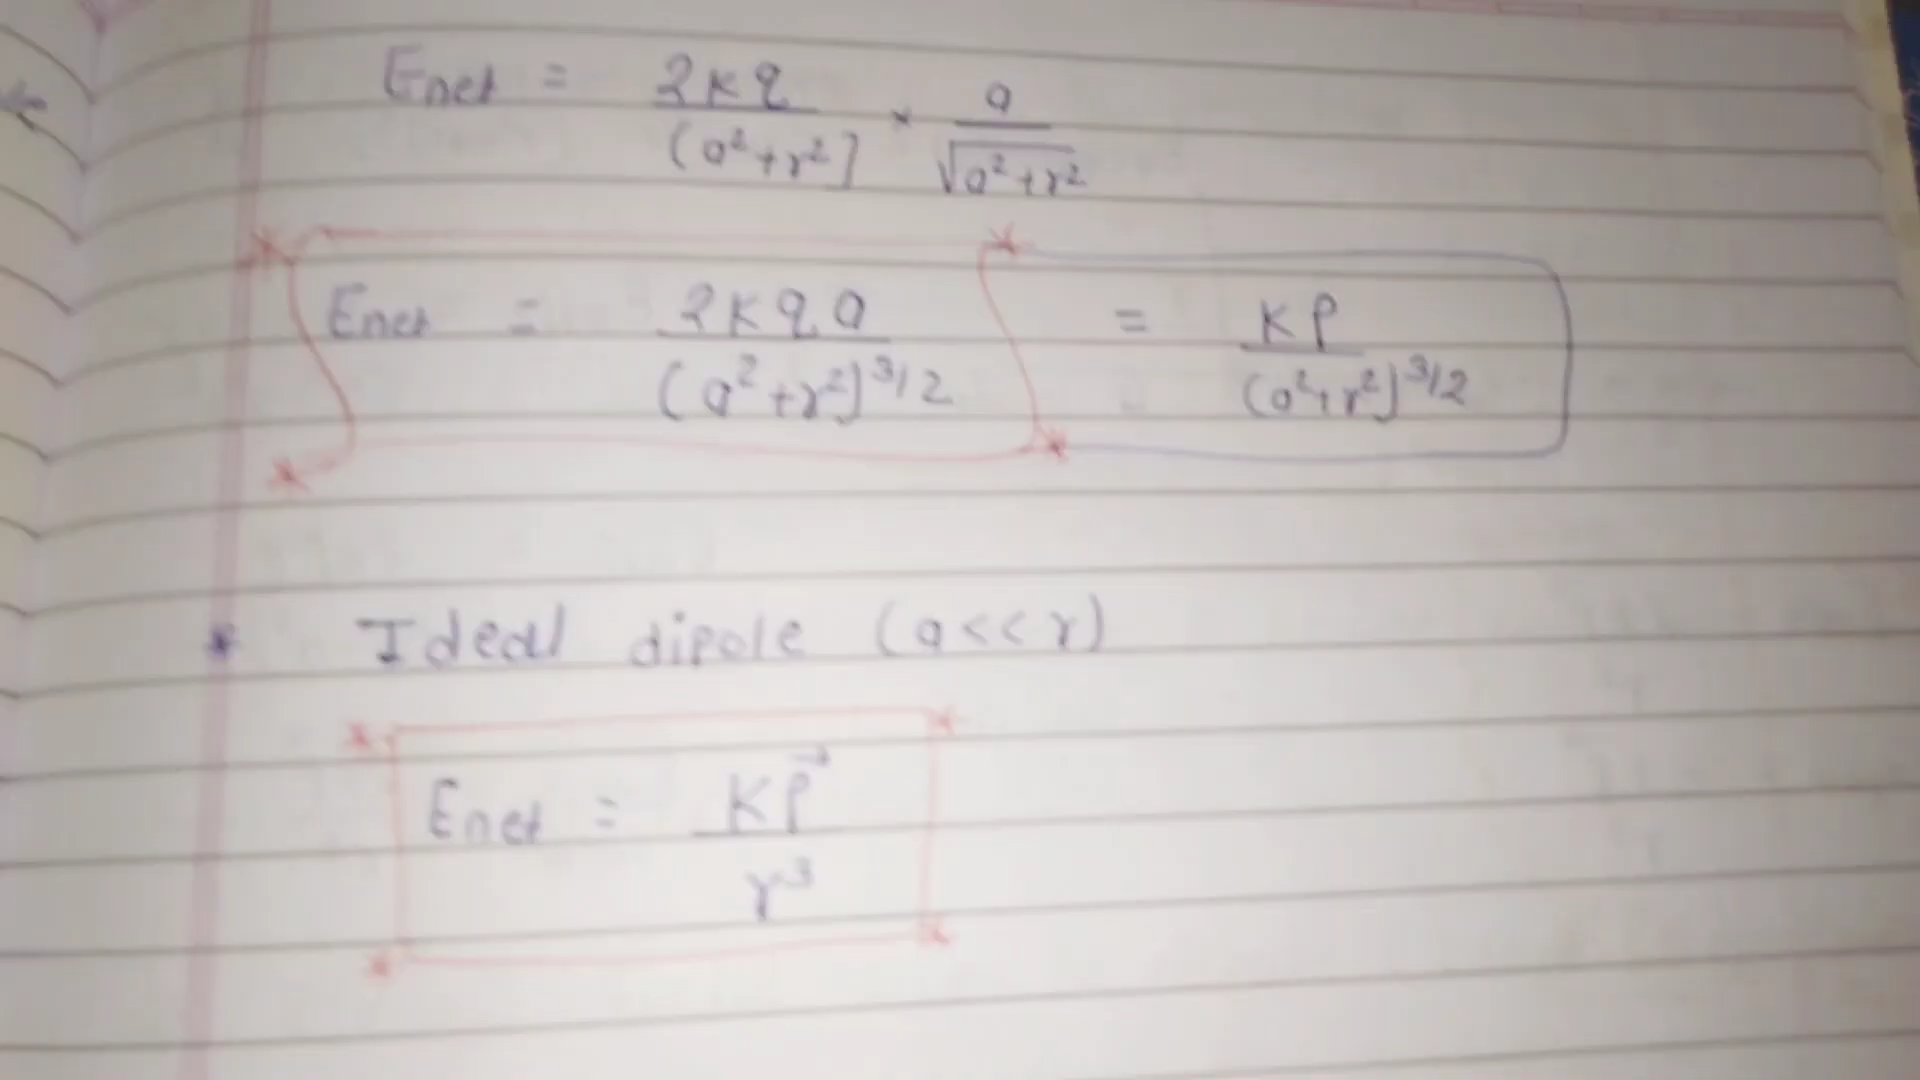 Enet = 2Kq/(a²+r²] × a/√a²+r²
Enet = 2Kqa/(a²+r²)^3/2 = KP/(a²+r²)^3/2
* Ideal dipole (a<<r)
Enet = KP⃗/r³